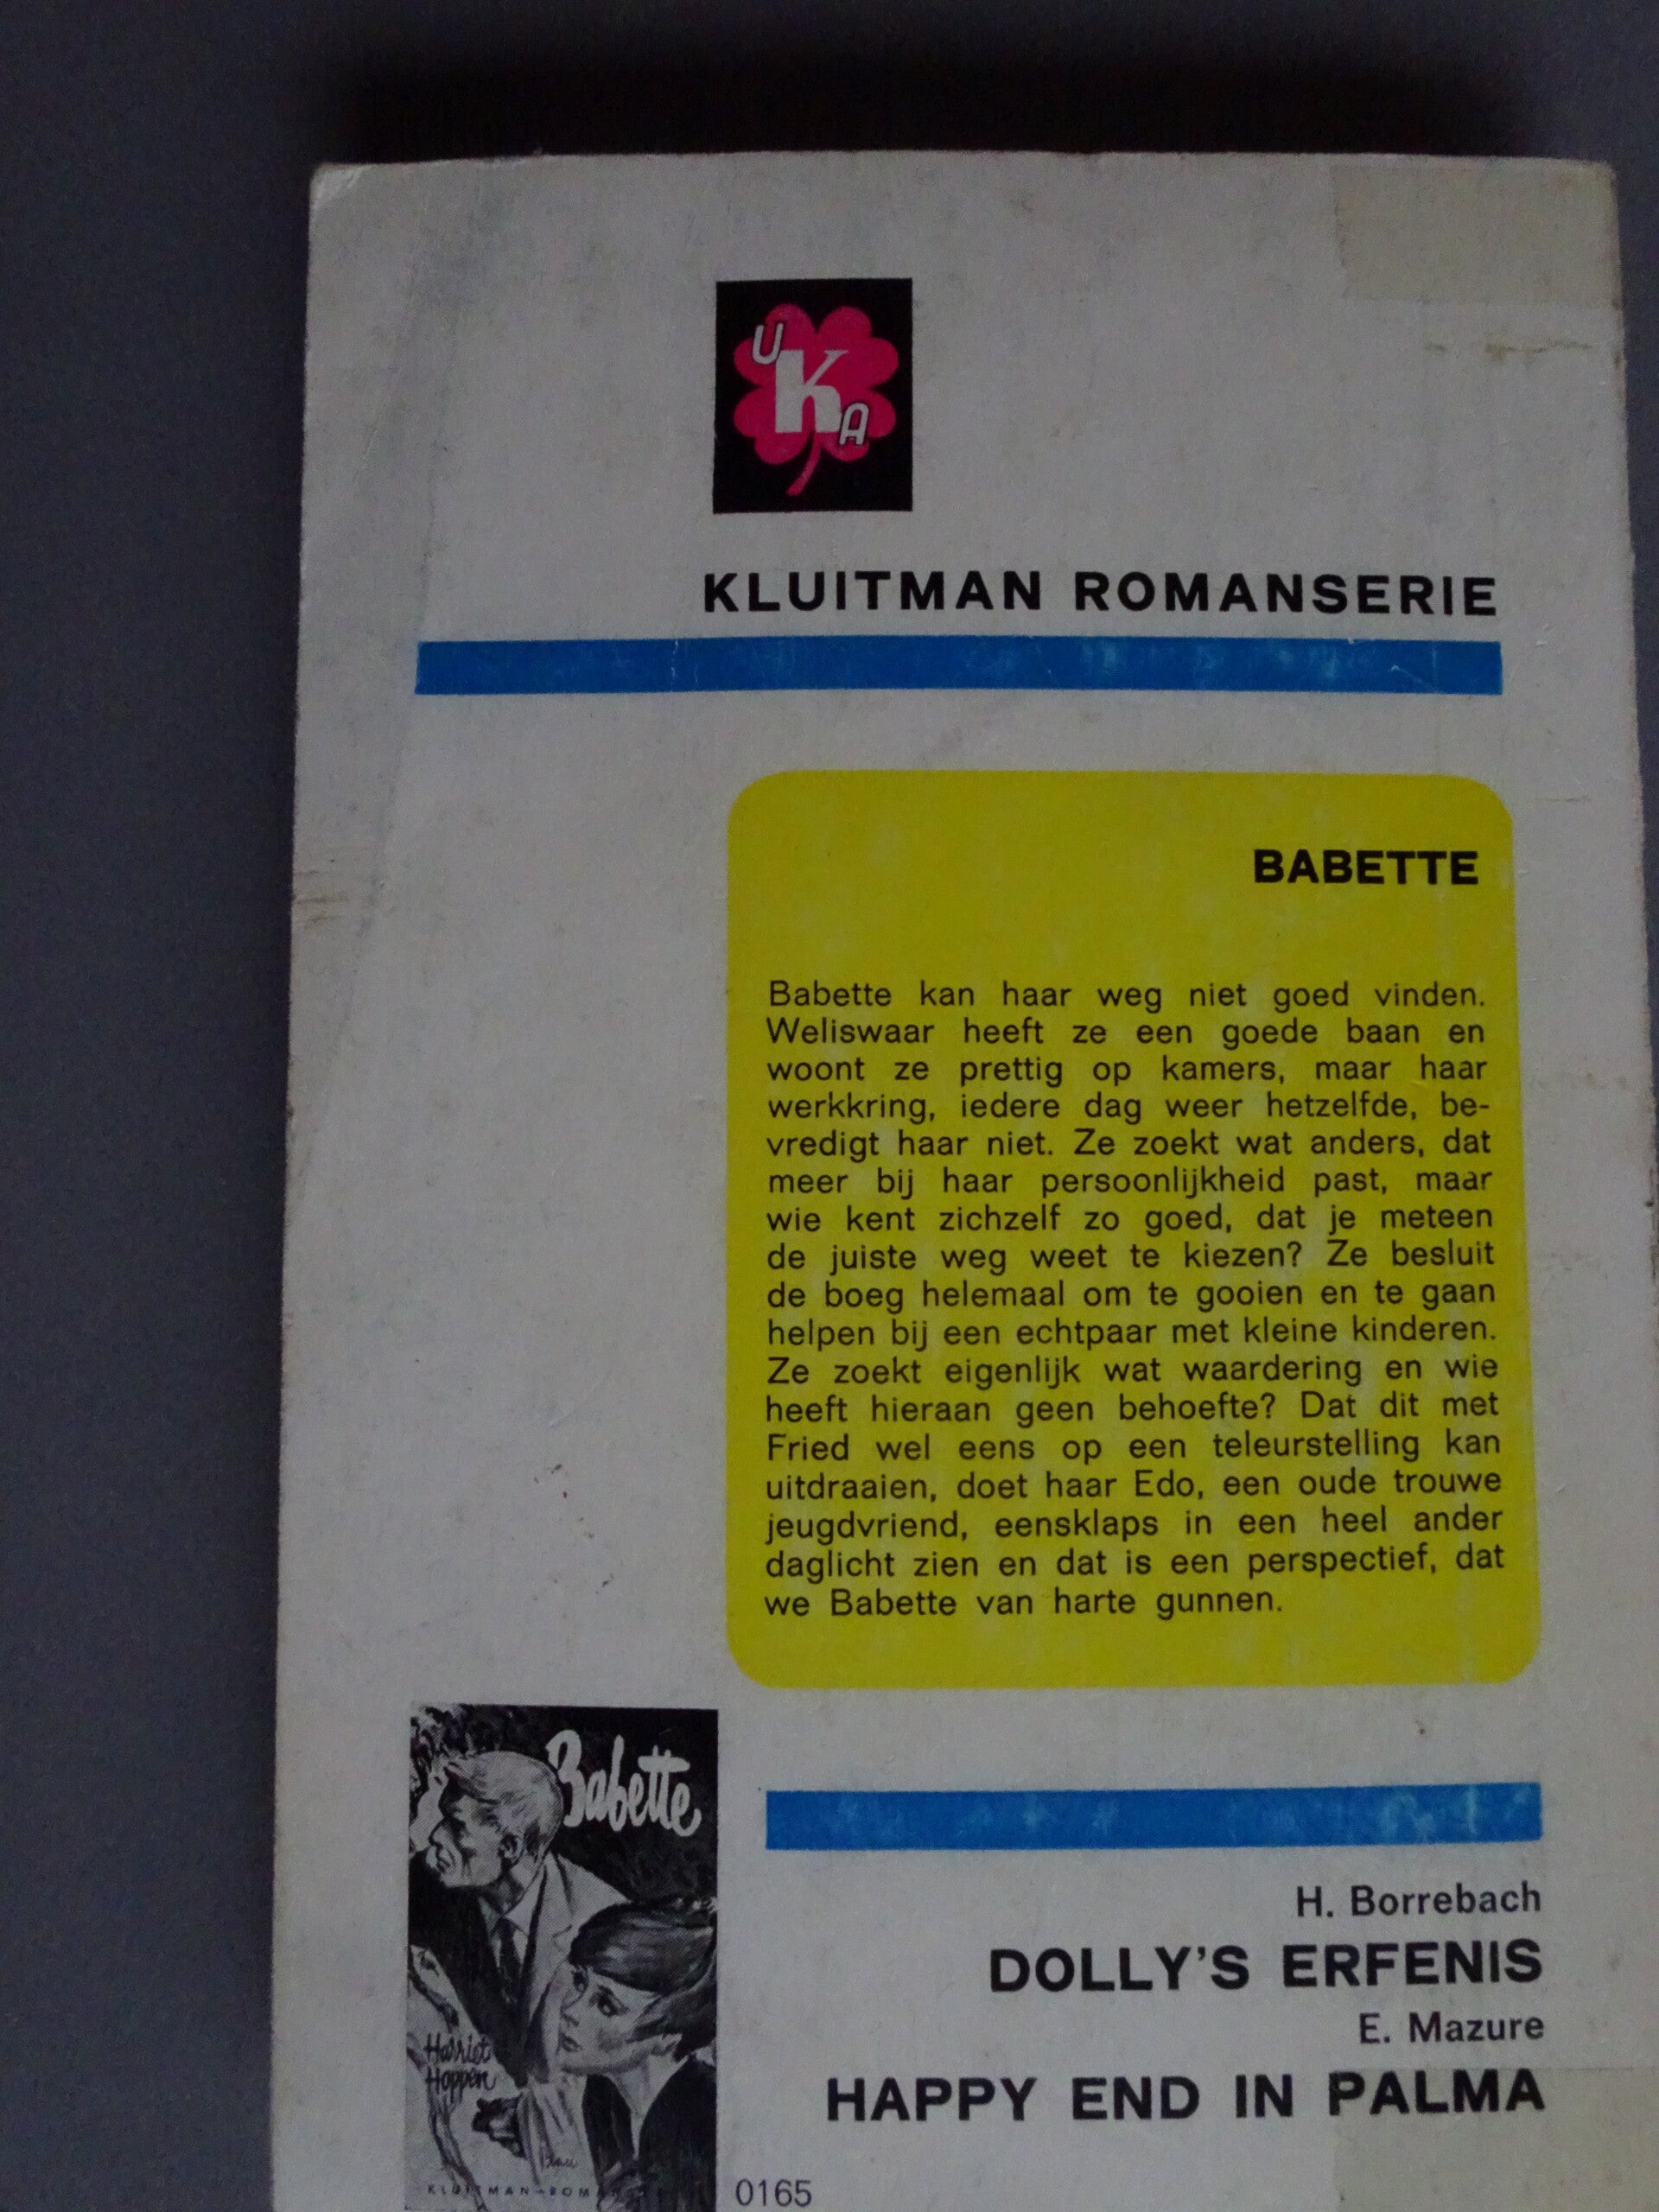 U
K
A
KLUITMAN ROMANSERIE
BABETTE
Babette kan haar weg niet goed vinden.
Weliswaar heeft ze een goede baan en
woont ze prettig op kamers, maar haar
werkkring, iedere dag weer hetzelfde, be-
vredigt haar niet. Ze zoekt wat anders, dat
meer bij haar persoonlijkheid past, maar
wie kent zichzelf zo goed, dat je meteen
de juiste weg weet te kiezen? Ze besluit
de boeg helemaal om te gooien en te gaan
helpen bij een echtpaar met kleine kinderen.
Ze zoekt eigenlijk wat waardering en wie
heeft hieraan geen behoefte? Dat dit met
Fried wel eens op een teleurstelling kan
uitdraaien, doet haar Edo, een oude trouwe
jeugdvriend, eensklaps in een heel ander
daglicht zien en dat is een perspectief, dat
we Babette van harte gunnen.
Babette
Harriet
Hoppen
H. Borrebach
DOLLY'S ERFENIS
E. Mazure
HAPPY END IN PALMA
0165